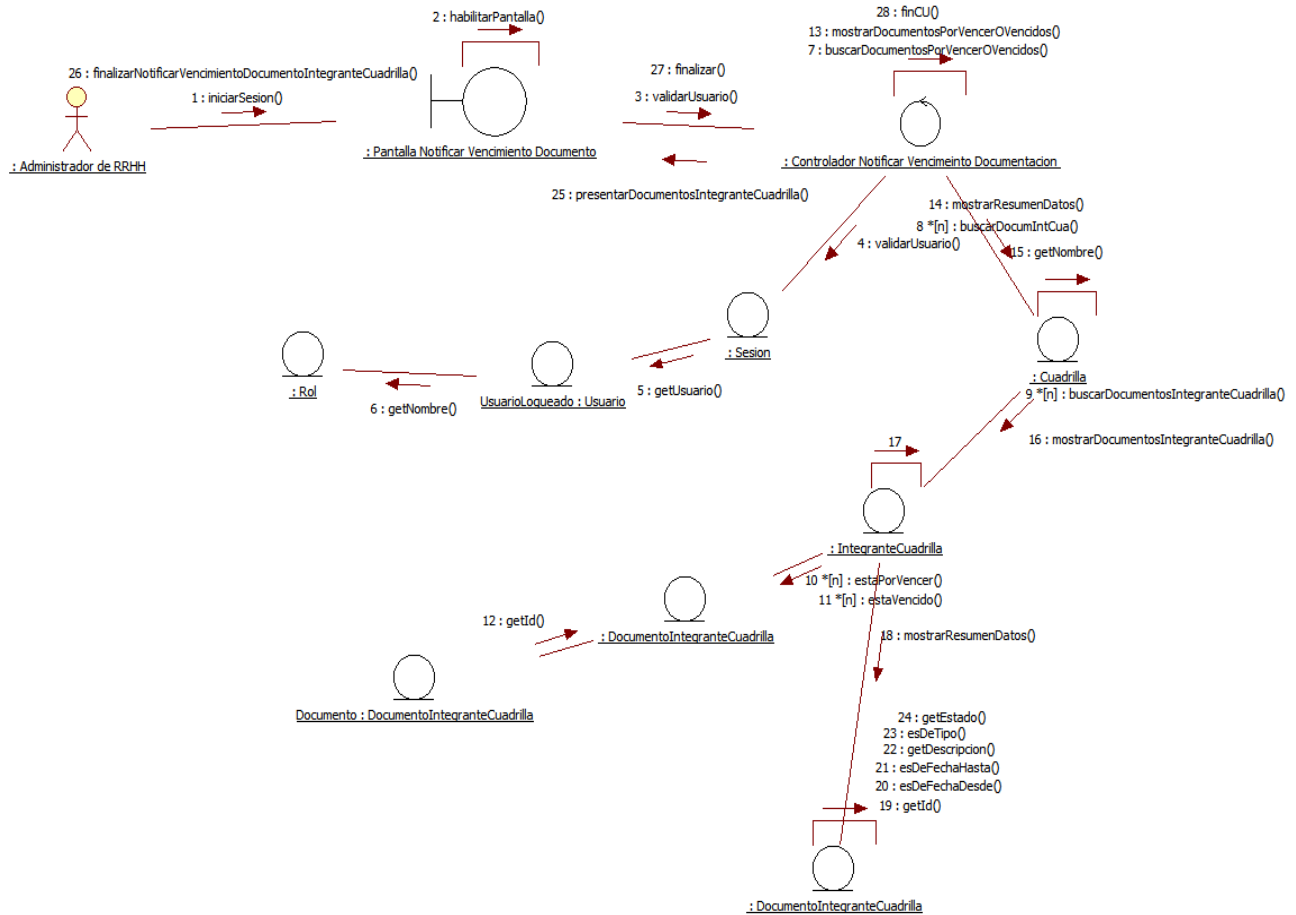 28 : finCU()
2 : habilitarPantalla()
13 : mostrarDocumentosPorVencerOVencidos()
7 : buscarDocumentosPorVencerOVencidos()
26 : finalizarNotificarVencimientoDocumentoIntegranteCuadrilla()
27 : finalizar()
1 : iniciarSesion()
3 : validarUsuario()
: Administrador de RRHH
: Pantalla Notificar Vencimiento Documento
: Controlador Notificar Vencimeinto Documentacion
25 : presentarDocumentosIntegranteCuadrilla()
14 : mostrarResumenDatos()
8 *[n] : buscarDocumIntCua()
4 : validarUsuario()
15 : getNombre()
: Sesion
: Cuadrilla
: Rol
5 : getUsuario()
UsuarioLogueado : Usuario
6 : getNombre()
9 *[n] : buscarDocumentosIntegranteCuadrilla()
16 : mostrarDocumentosIntegranteCuadrilla()
17
: IntegranteCuadrilla
10 *[n] : estaPorVencer()
11 *[n] : estaVencido()
12 : getId()
: DocumentoIntegranteCuadrilla
18 : mostrarResumenDatos()
Documento : DocumentoIntegranteCuadrilla
24 : getEstado()
23 : esDeTipo()
22 : getDescripcion()
21 : esDeFechaHasta()
20 : esDeFechaDesde()
19 : getId()
: DocumentoIntegranteCuadrilla